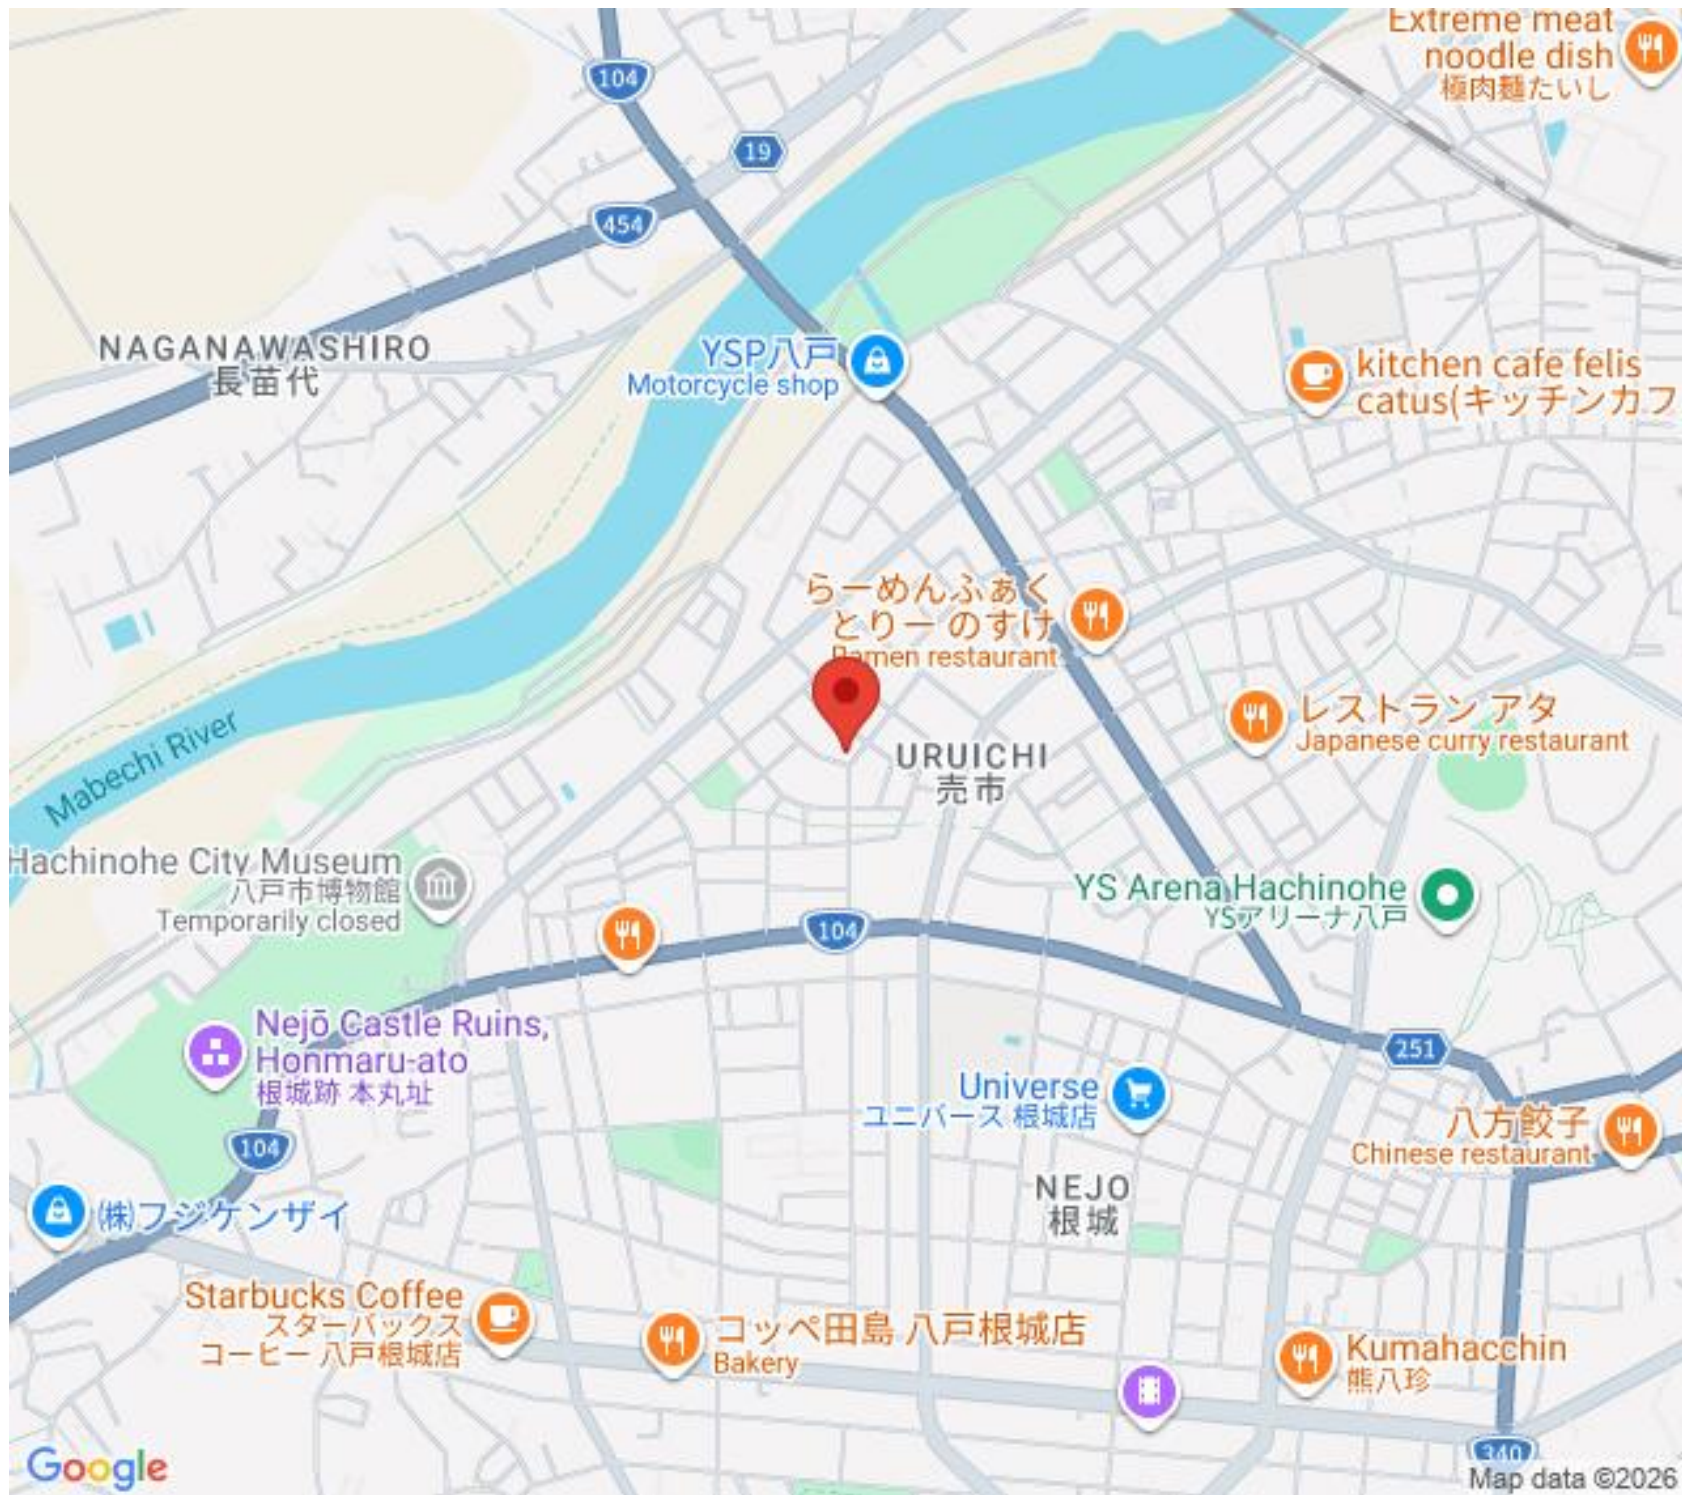 Extreme meat
noodle dish
極肉麺たいし
104
19
454
NAGANAWASHIRO
長苗代
YSP八戸
Motorcycle shop
kitchen cafe felis
catus(キッチンカフ
らーめんふぁく
とりー のすけ
Ramen restaurant
レストラン アタ
Japanese curry restaurant
URUICHI
売市
Mabechi River
Hachinohe City Museum
八戸市博物館
Temporarily closed
YS Arena Hachinohe
YSアリーナ八戸
104
Nejō Castle Ruins,
Honmaru-ato
根城跡 本丸址
251
Universe
ユニバース 根城店
八方餃子
Chinese restaurant
104
NEJO
根城
㈱フジケンザイ
Starbucks Coffee
スターバックス
コーヒー 八戸根城店
コッペ田島 八戸根城店
Bakery
Kumahacchin
熊八珍
340
Google
Map data ©2026